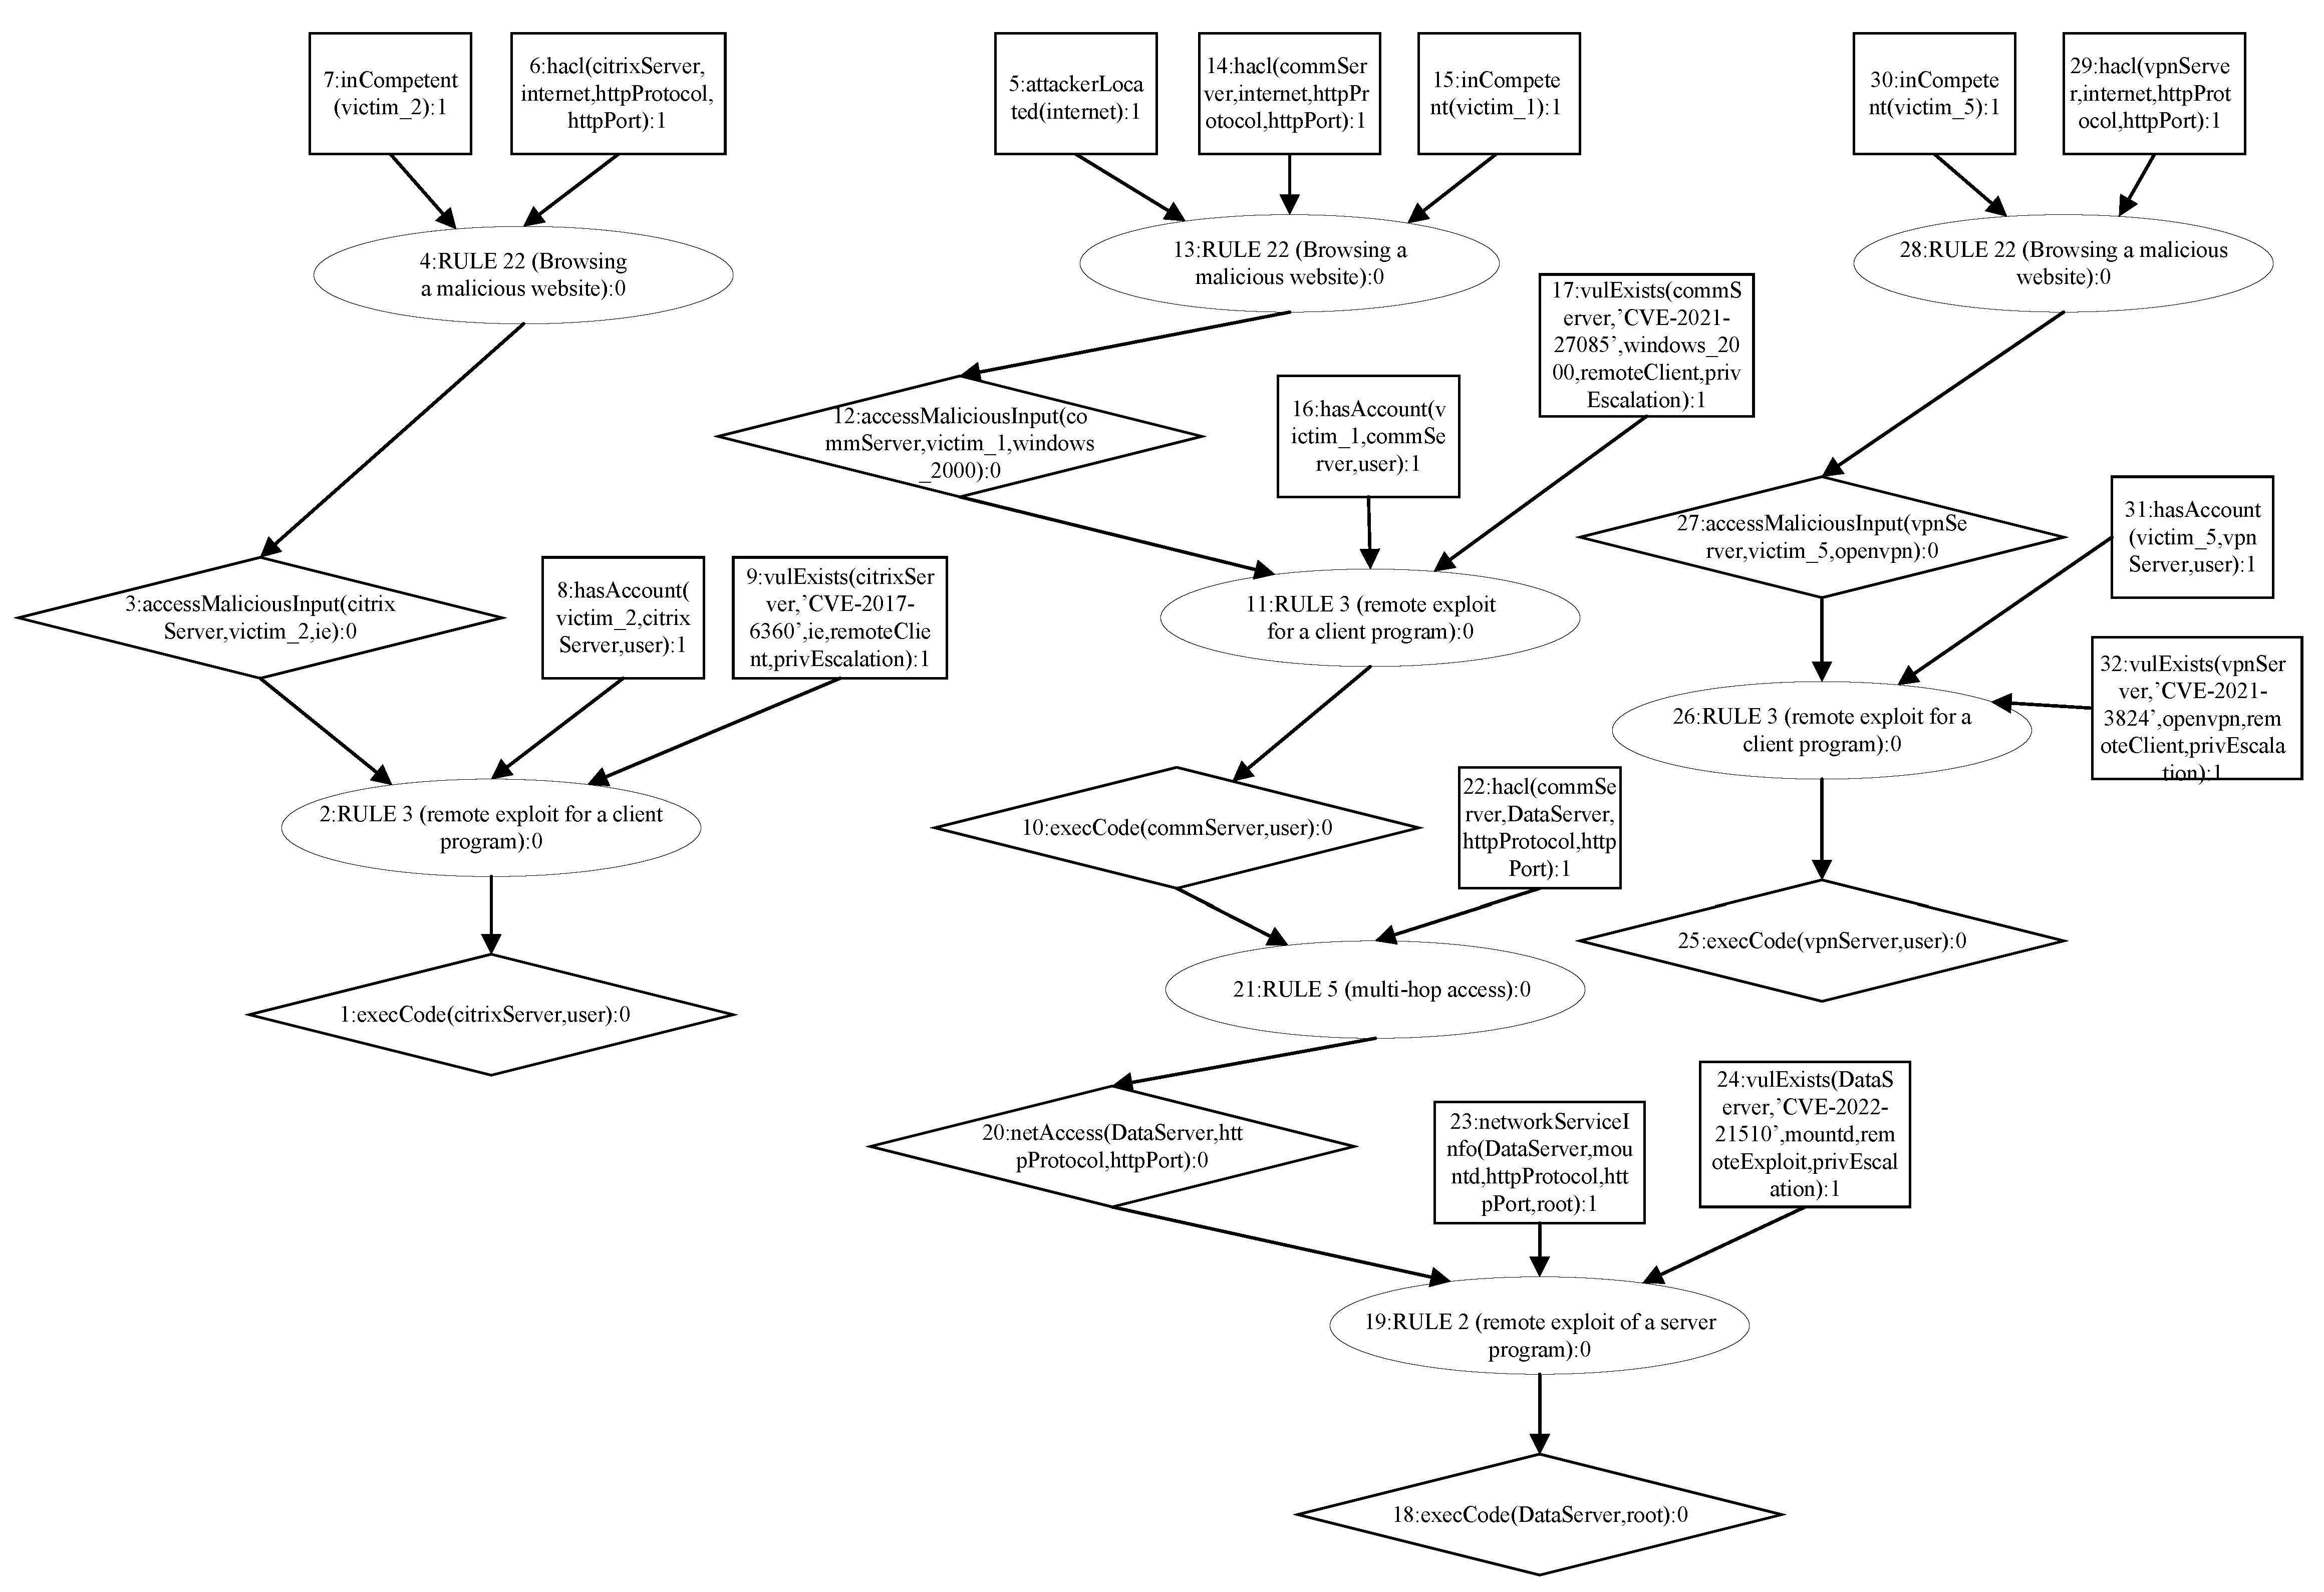 7:inCompetent
(victim_2):1
6:hacl(citrixServer,
internet,httpProtocol,
httpPort):1
5:attackerLoca
ted(internet):1
14:hacl(commSer
ver,internet,httpPr
otocol,httpPort):1
15:inCompete
nt(victim_1):1
30:inCompete
nt(victim_5):1
29:hacl(vpnServe
r,internet,httpProt
ocol,httpPort):1
4:RULE 22 (Browsing
a malicious website):0
13:RULE 22 (Browsing a
malicious website):0
28:RULE 22 (Browsing a malicious
website):0
17:vulExists(commS
erver,’CVE-2021-
27085’,windows_20
00,remoteClient,priv
Escalation):1
12:accessMaliciousInput(co
mmServer,victim_1,windows
_2000):0
16:hasAccount(v
ictim_1,commSe
rver,user):1
27:accessMaliciousInput(vpnSe
rver,victim_5,openvpn):0
31:hasAccount
(victim_5,vpn
Server,user):1
3:accessMaliciousInput(citrix
Server,victim_2,ie):0
8:hasAccount(
victim_2,citrix
Server,user):1
9:vulExists(citrixSer
ver,’CVE-2017-
6360’,ie,remoteClie
nt,privEscalation):1
11:RULE 3 (remote exploit
for a client program):0
26:RULE 3 (remote exploit for a
client program):0
32:vulExists(vpnSer
ver,’CVE-2021-
3824’,openvpn,rem
oteClient,privEscala
tion):1
2:RULE 3 (remote exploit for a client
program):0
10:execCode(commServer,user):0
22:hacl(commSe
rver,DataServer,
httpProtocol,http
Port):1
25:execCode(vpnServer,user):0
1:execCode(citrixServer,user):0
21:RULE 5 (multi-hop access):0
20:netAccess(DataServer,htt
pProtocol,httpPort):0
23:networkServiceI
nfo(DataServer,mou
ntd,httpProtocol,htt
pPort,root):1
24:vulExists(DataS
erver,’CVE-2022-
21510’,mountd,rem
oteExploit,privEscal
ation):1
19:RULE 2 (remote exploit of a server
program):0
18:execCode(DataServer,root):0